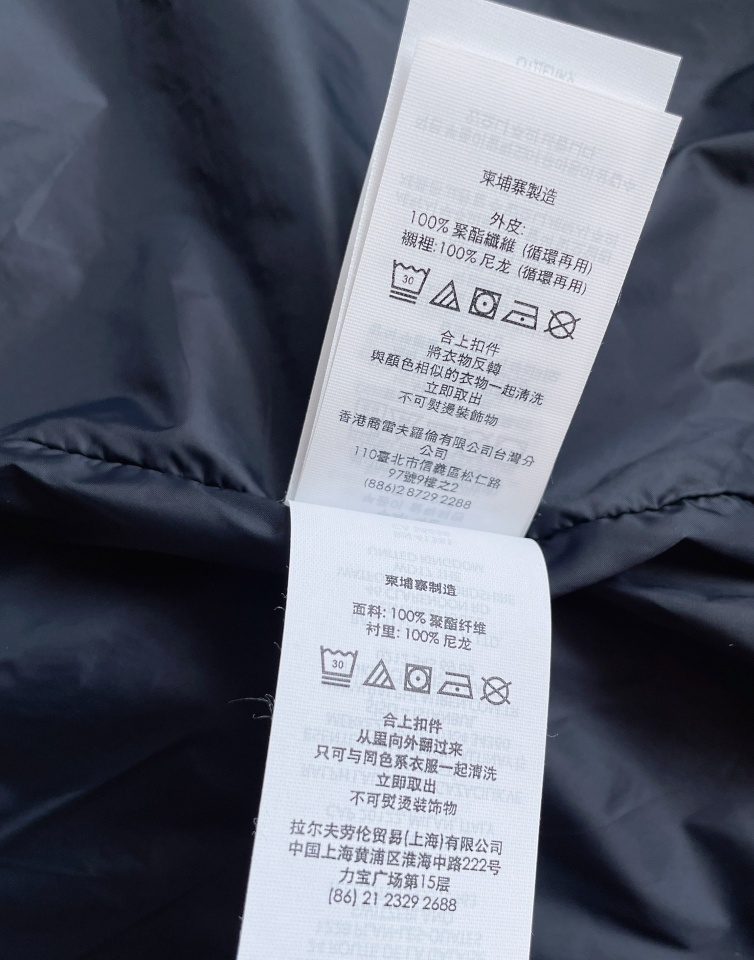 柬埔寨製造
外皮:
100% 聚酯纖維 (循環再用)
襯裡:100% 尼龙 (循環再用)
30
合上扣件
將衣物反轉
與顏色相似的衣物一起清洗
立即取出
不可熨燙裝飾物
香港商雷夫羅倫有限公司台灣分
公司
110臺北市信義區松仁路
97號9樓之2
(886)2 8729 2288
柬埔寨制造
面料: 100% 聚酯纤维
衬里: 100% 尼龙
30
合上扣件
从里向外翻过来
只可与同色系衣服一起清洗
立即取出
不可熨烫装饰物
拉尔夫劳伦贸易(上海)有限公司
中国上海黄浦区淮海中路222号
力宝广场第15层
(86) 21 2329 2688